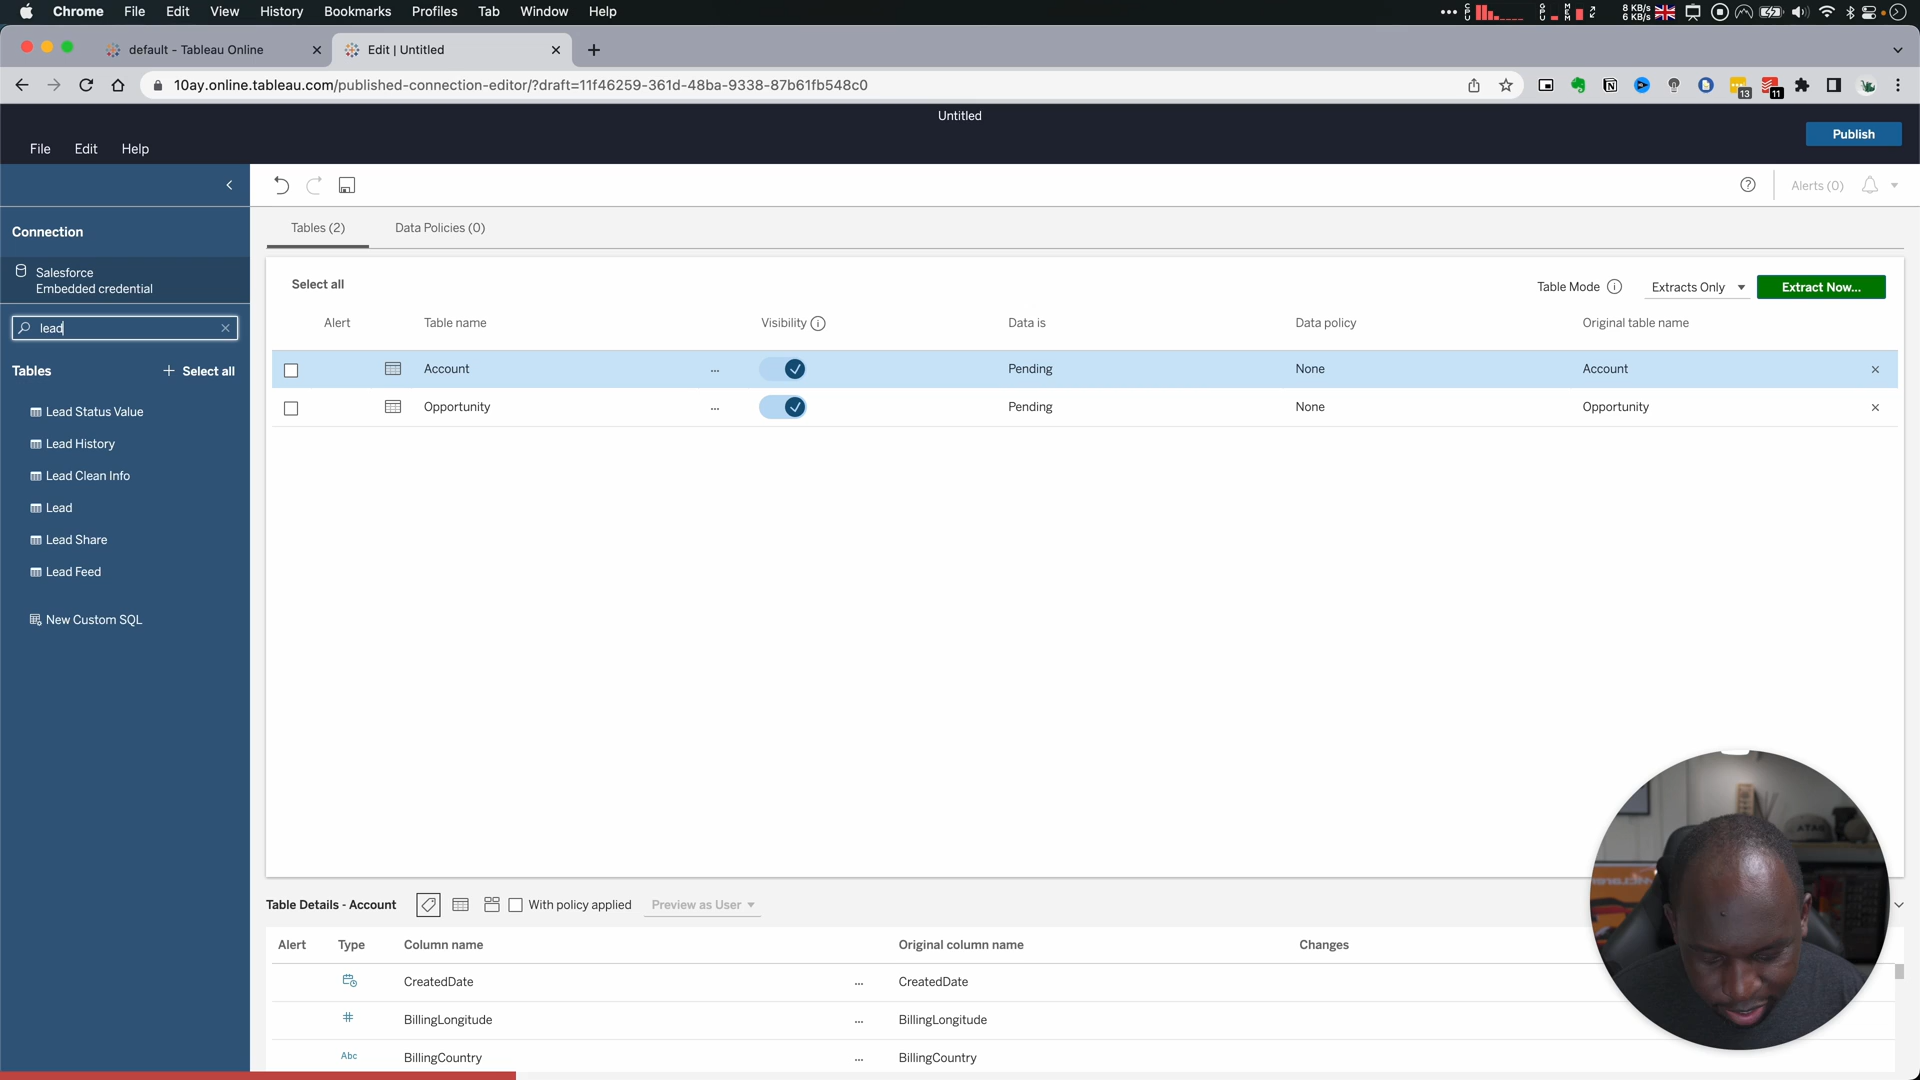 Chrome File Edit View History Bookmarks Profiles Tab Window Help
8 KB/s
6 KB/s
default - Tableau Online
Edit | Untitled
10ay.online.tableau.com/published-connection-editor/?draft=11f46259-361d-48ba-9338-87b61fb548c0
13
11
Untitled
File Edit Help
Publish
Alerts (0)
Connection
Tables (2) Data Policies (0)
Salesforce
Embedded credential
Select all
Table Mode Extracts Only Extract Now...
lead
Alert Table name Visibility Data is Data policy Original table name
Tables + Select all
Account ... Pending None Account
Opportunity ... Pending None Opportunity
Lead Status Value
Lead History
Lead Clean Info
Lead
Lead Share
Lead Feed
New Custom SQL
Table Details - Account With policy applied Preview as User
Alert Type Column name Original column name Changes
CreatedDate ... CreatedDate
# BillingLongitude ... BillingLongitude
Abc BillingCountry ... BillingCountry